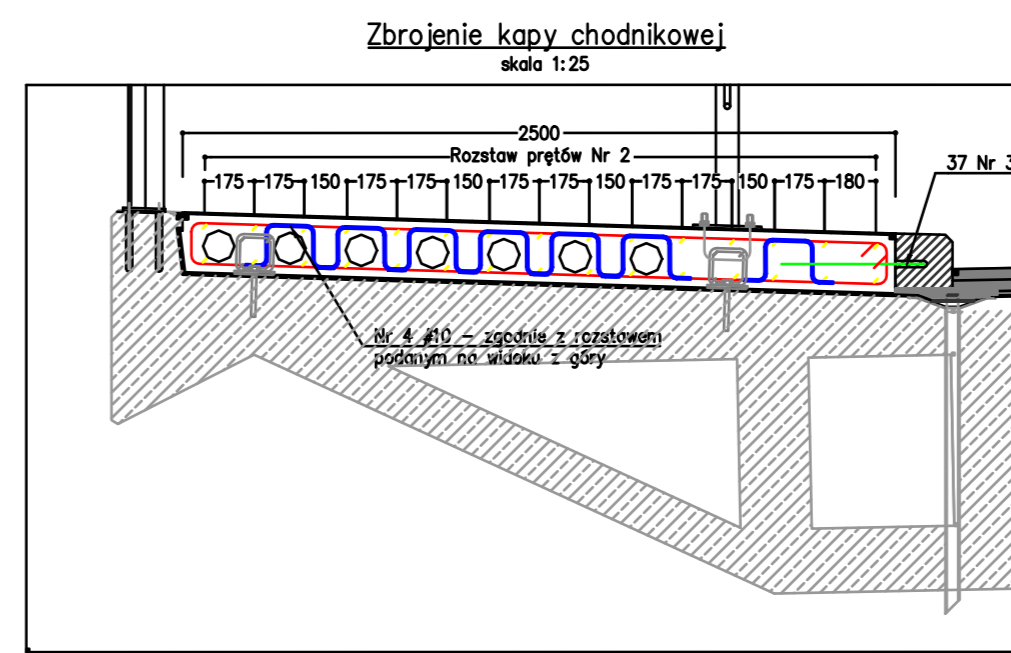 Zbrojenie kapy chodnikowej
skala 1:25
2500
Rozstaw prętów Nr 2
37 Nr 3
175 175 150 175 175 150 175 175 150 175 175 150 175 180
Nr 4 #10 - zgodnie z rozstawem
podanym na widoku z góry